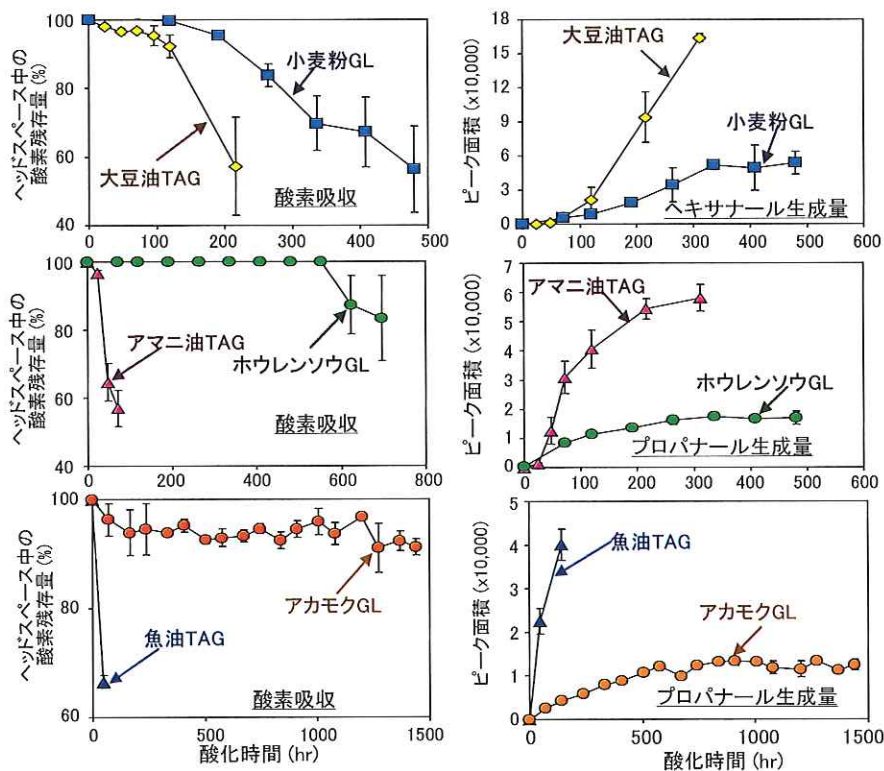 ヘッドスペース中の
酸素残存量(%)
100
80
60
40
0
100
200
300
400
500
小麦粉GL
大豆油TAG
酸素吸収
ピーク面積(x10,000)
18
15
12
9
6
3
0
0
100
200
300
400
500
600
大豆油TAG
小麦粉GL
ヘキサナール生成量
ヘッドスペース中の
酸素残存量(%)
100
80
60
40
0
200
400
600
800
アマニ油TAG
ホウレンソウGL
酸素吸収
ピーク面積(x10,000)
7
6
5
4
3
2
1
0
0
100
200
300
400
500
600
アマニ油TAG
ホウレンソウGL
プロパナール生成量
ヘッドスペース中の
酸素残存量(%)
100
80
60
0
500
1000
1500
アカモクGL
魚油TAG
酸素吸収
酸化時間(hr)
ピーク面積(x10,000)
5
4
3
2
1
0
0
500
1000
1500
魚油TAG
アカモクGL
プロパナール生成量
酸化時間(hr)